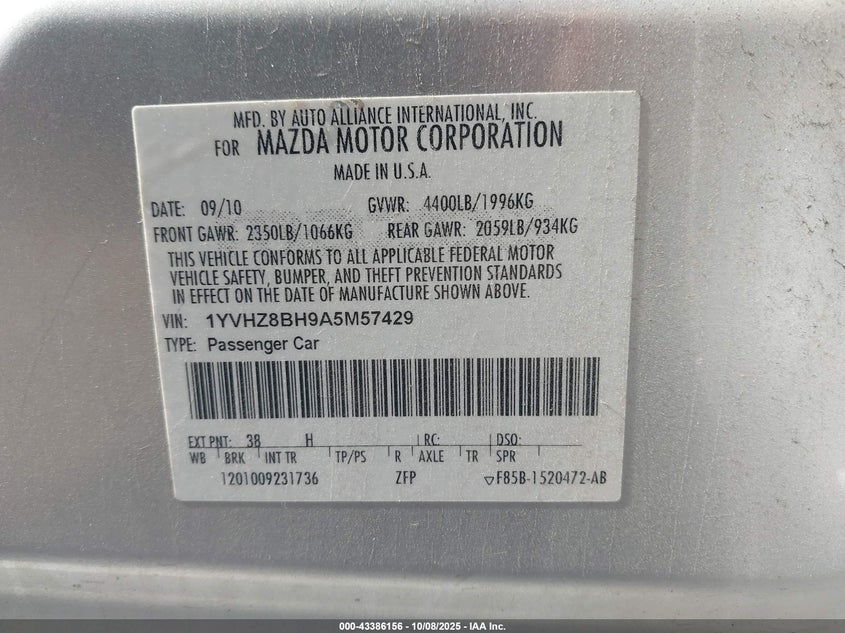 MFD. BY AUTO ALLIANCE INTERNATIONAL, INC.
FOR MAZDA MOTOR CORPORATION
MADE IN U.S.A.
DATE: 09/10 GVWR: 4400LB/1996KG
FRONT GAWR: 2350LB/1066KG REAR GAWR: 2059LB/934KG
THIS VEHICLE CONFORMS TO ALL APPLICABLE FEDERAL MOTOR
VEHICLE SAFETY, BUMPER, AND THEFT PREVENTION STANDARDS
IN EFFECT ON THE DATE OF MANUFACTURE SHOWN ABOVE.
VIN: 1YVHZ8BH9A5M57429
TYPE: Passenger Car
EXT PNT: 38 H RC: DSO:
WB BRK INT TR TP/PS R AXLE TR SPR
1201009231736 ZFP ▽F85B-1520472-AB
000-43386156 - 10/08/2025 - IAA Inc.